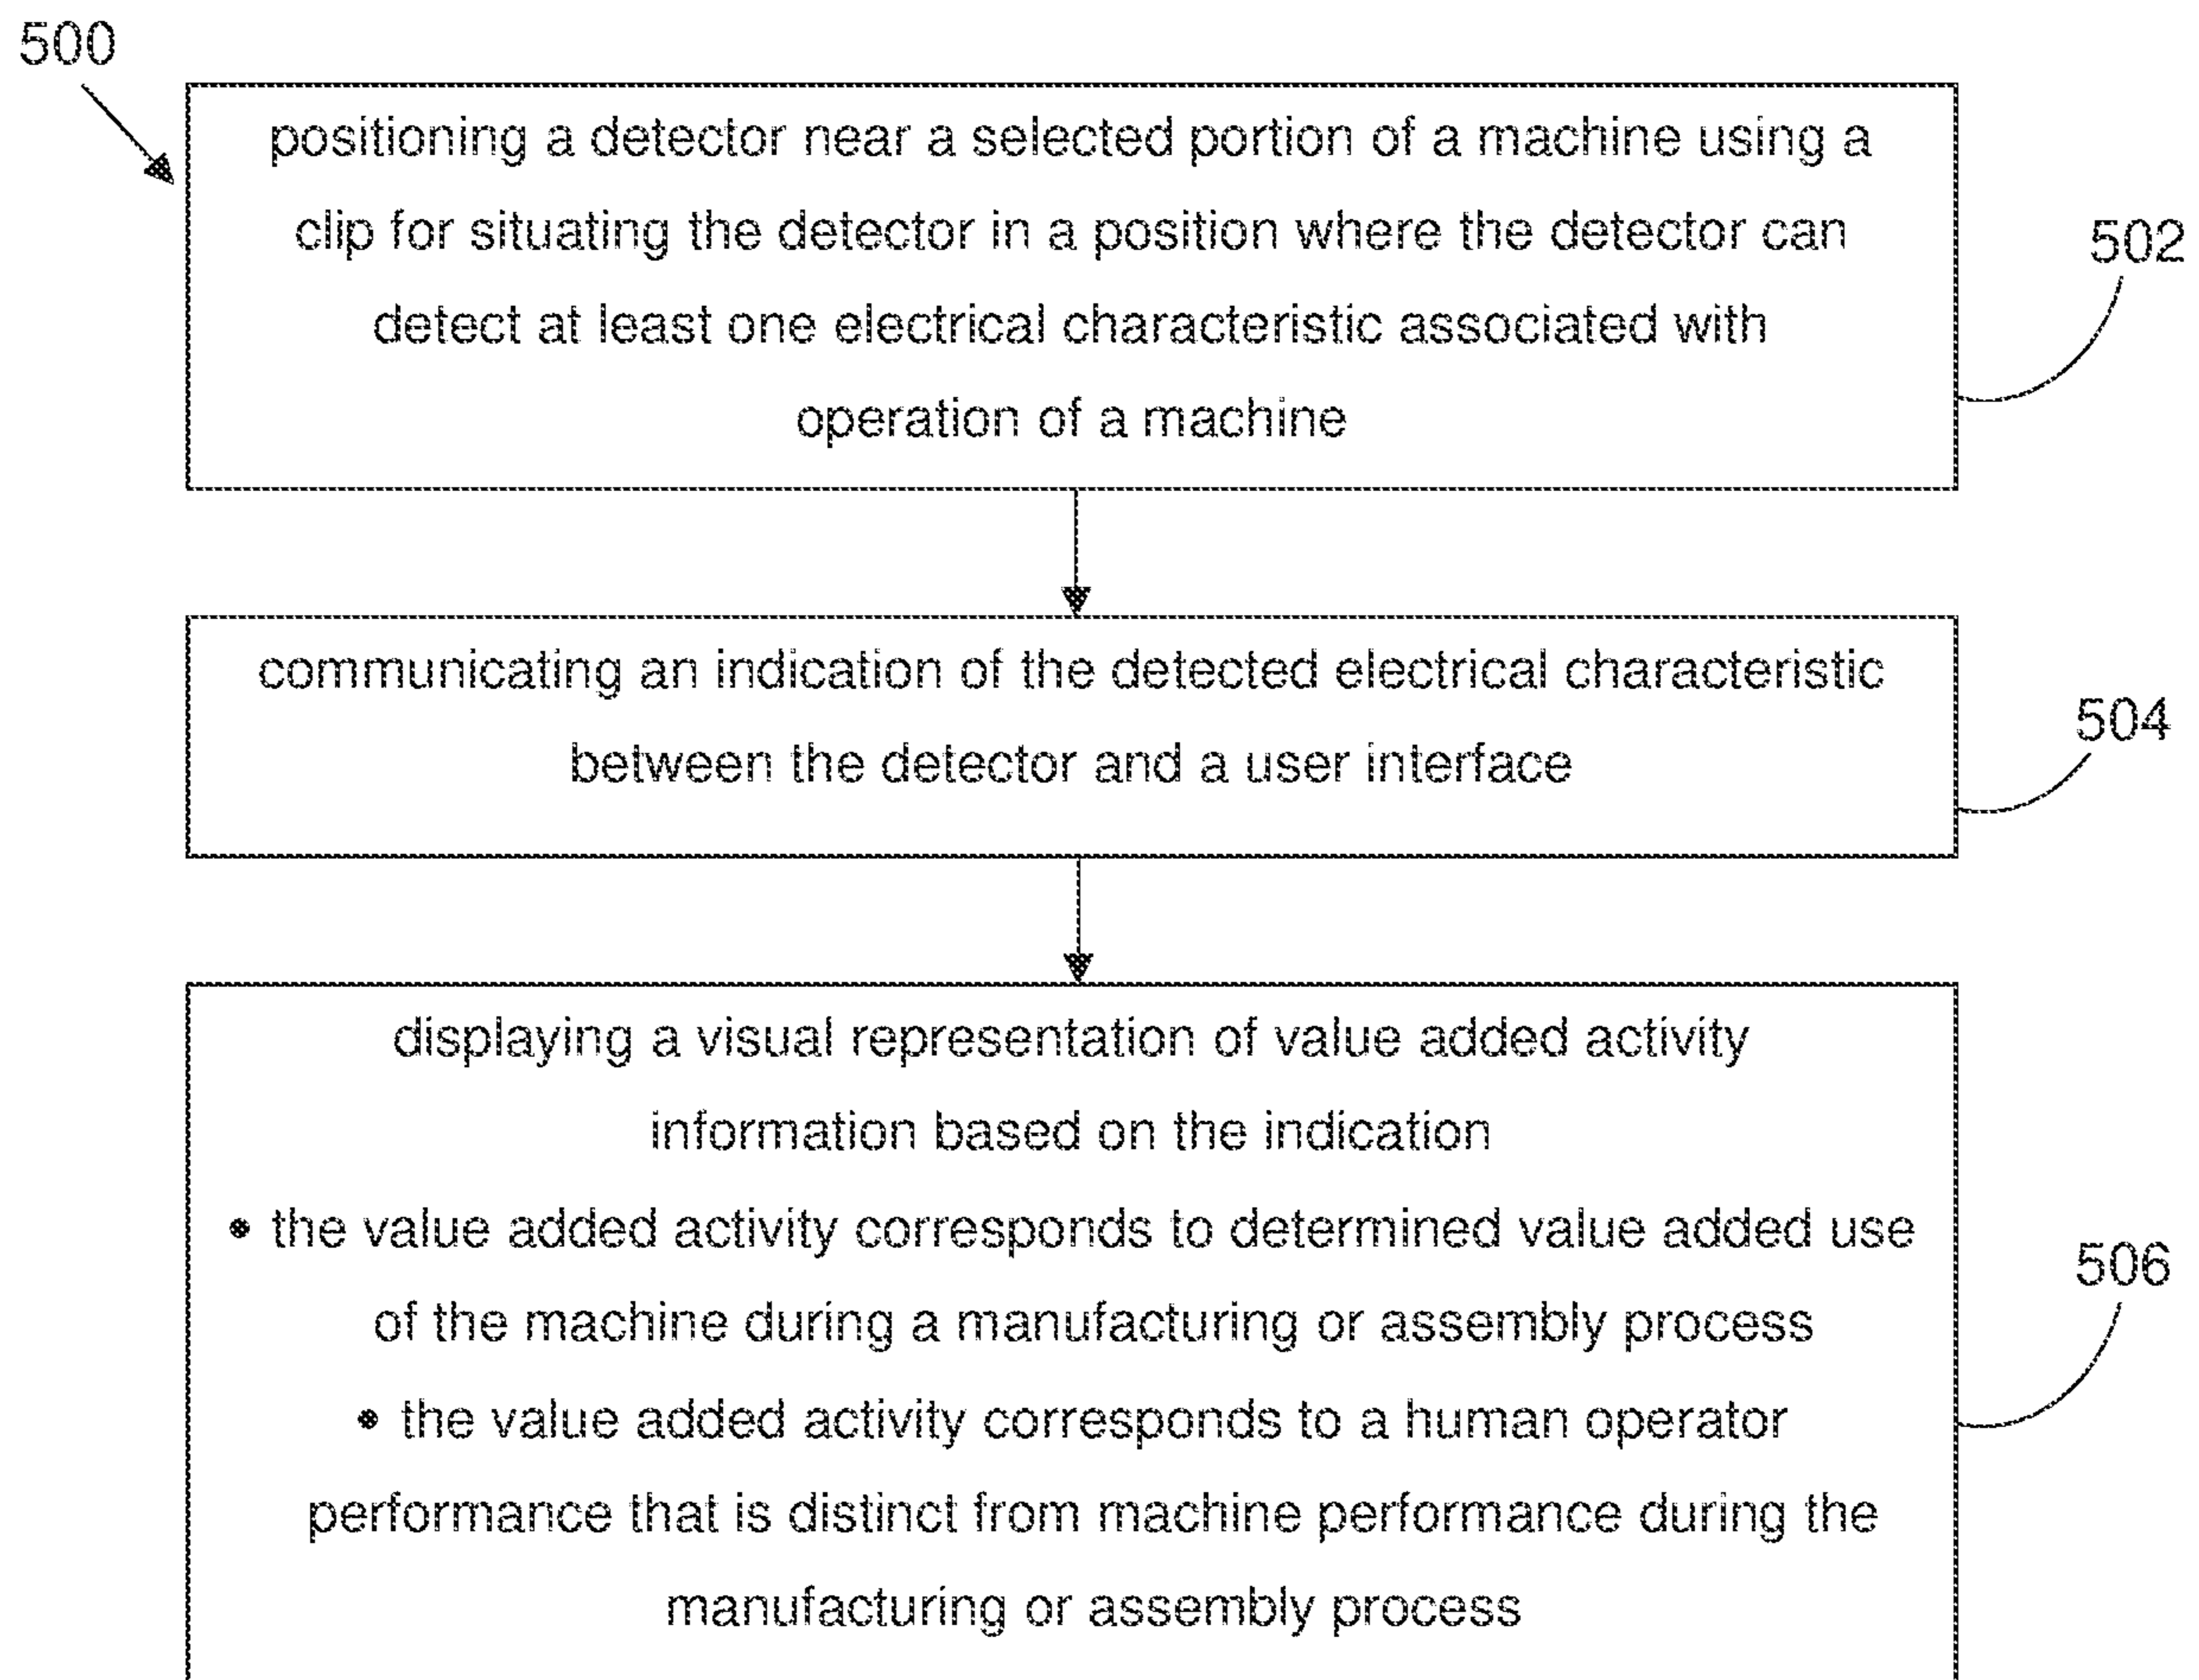 500
positioning a detector near a selected portion of a machine using a
clip for situating the detector in a position where the detector can
detect at least one electrical characteristic associated with
operation of a machine
502
communicating an indication of the detected electrical characteristic
between the detector and a user interface
504
displaying a visual representation of value added activity
information based on the indication
• the value added activity corresponds to determined value added use
of the machine during a manufacturing or assembly process
• the value added activity corresponds to a human operator
performance that is distinct from machine performance during the
manufacturing or assembly process
506